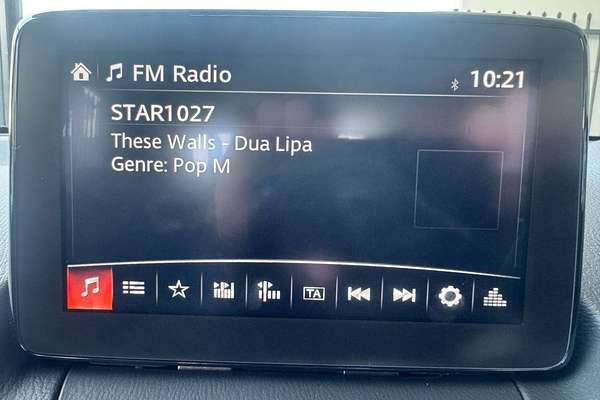 FM Radio 10:21
STAR1027
These Walls - Dua Lipa
Genre: Pop M
TA